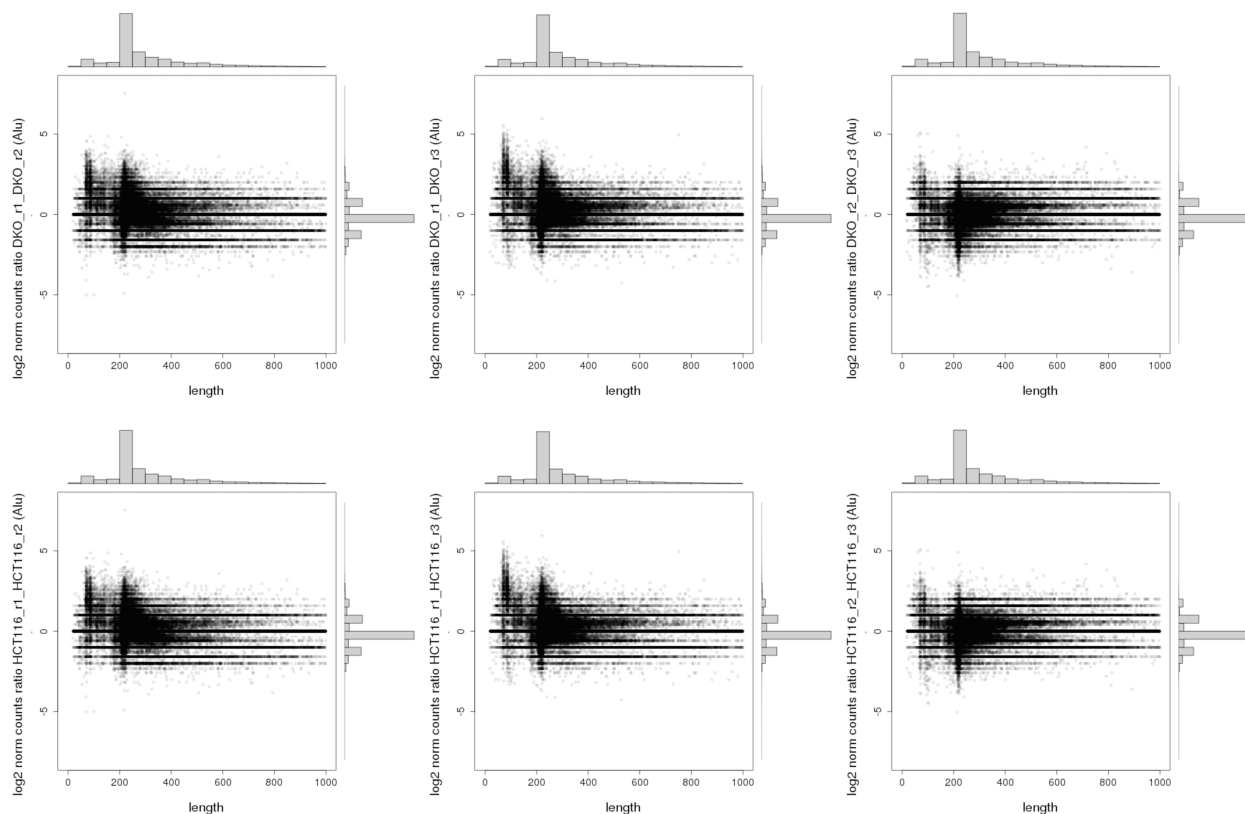 log2 norm counts ratio DKO_r1_DKO_r2 (Alu)
5
0
-5
0 200 400 600 800 1000
length
log2 norm counts ratio DKO_r1_DKO_r3 (Alu)
5
0
-5
0 200 400 600 800 1000
length
log2 norm counts ratio DKO_r2_DKO_r3 (Alu)
5
0
-5
0 200 400 600 800 1000
length
log2 norm counts ratio HCT116_r1_HCT116_r2 (Alu)
5
0
-5
0 200 400 600 800 1000
length
log2 norm counts ratio HCT116_r1_HCT116_r3 (Alu)
5
0
-5
0 200 400 600 800 1000
length
log2 norm counts ratio HCT116_r2_HCT116_r3 (Alu)
5
0
-5
0 200 400 600 800 1000
length